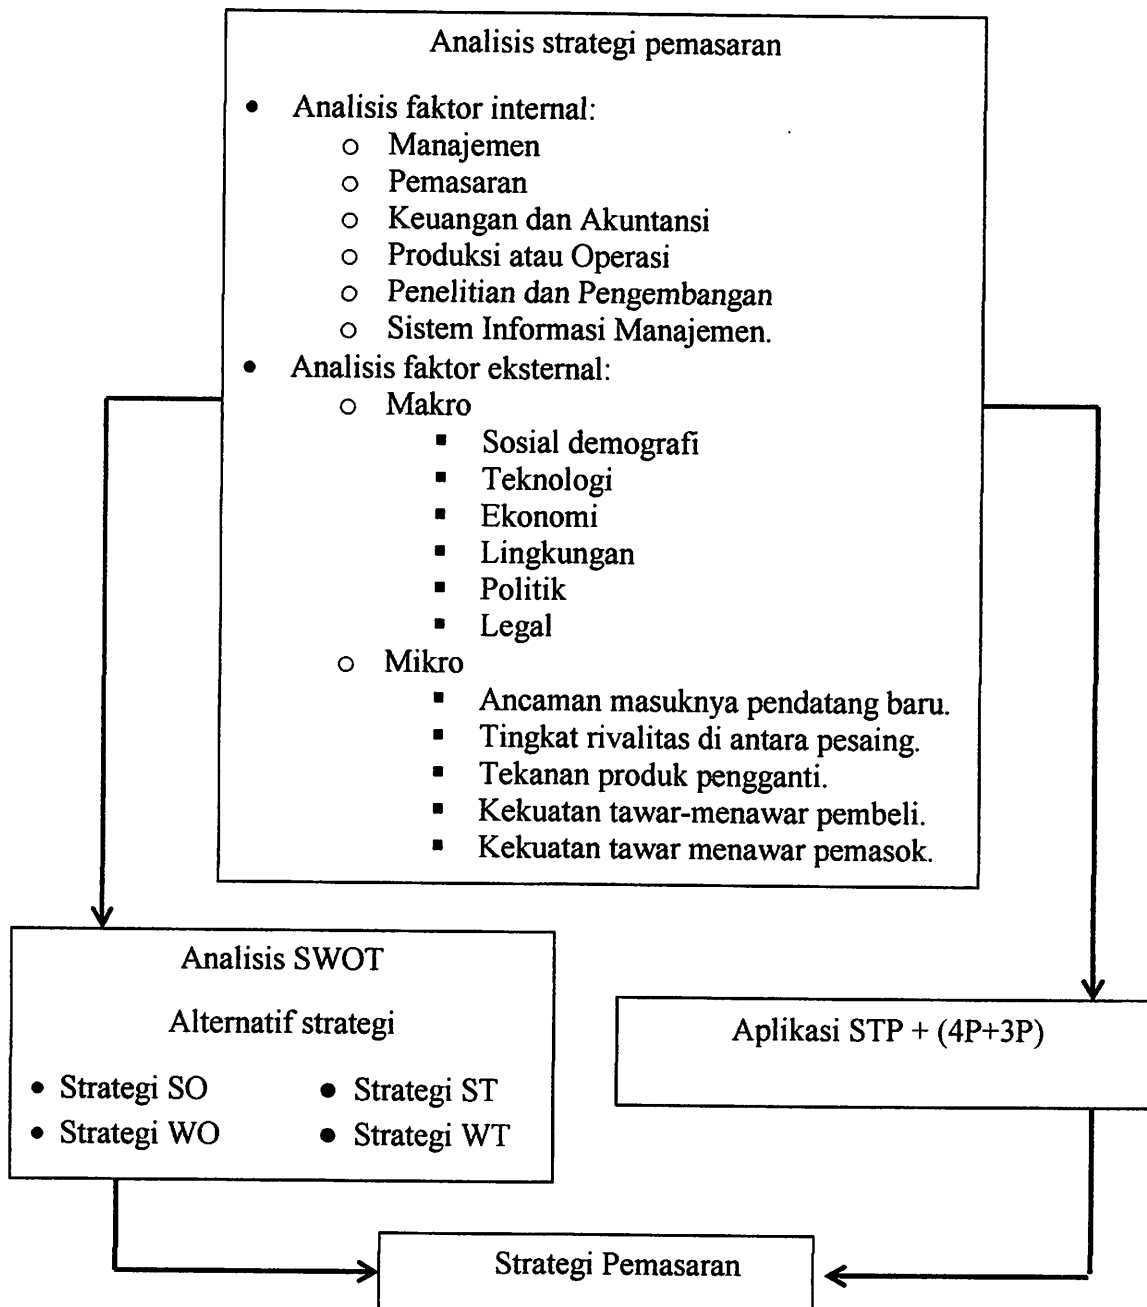 Analisis strategi pemasaran
• Analisis faktor internal:
o Manajemen
o Pemasaran
o Keuangan dan Akuntansi
o Produksi atau Operasi
o Penelitian dan Pengembangan
o Sistem Informasi Manajemen.
• Analisis faktor eksternal:
o Makro
▪ Sosial demografi
▪ Teknologi
▪ Ekonomi
▪ Lingkungan
▪ Politik
▪ Legal
o Mikro
▪ Ancaman masuknya pendatang baru.
▪ Tingkat rivalitas di antara pesaing.
▪ Tekanan produk pengganti.
▪ Kekuatan tawar-menawar pembeli.
▪ Kekuatan tawar menawar pemasok.
Analisis SWOT
Alternatif strategi
• Strategi SO
• Strategi WO
• Strategi ST
• Strategi WT
Aplikasi STP + (4P+3P)
Strategi Pemasaran